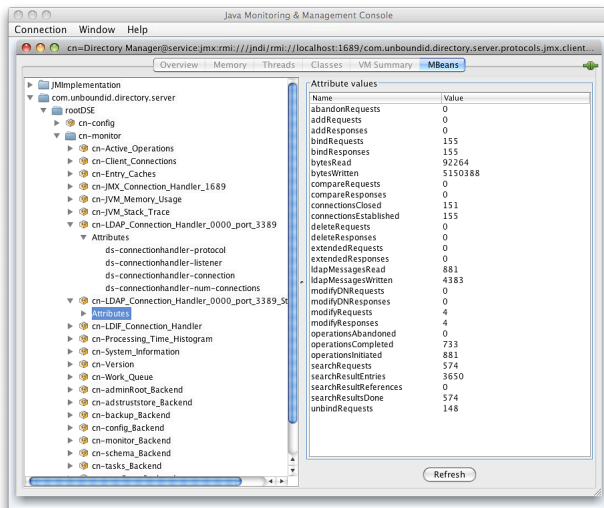 Java Monitoring & Management Console
Connection Window Help
cn=Directory Manager@service:jmx:rmi:///jndi/rmi://localhost:1689/com.unboundid.directory.server.protocols.jmx.client...
Overview Memory Threads Classes VM Summary MBeans
JMImplementation
com.unboundid.directory.server
rootDSE
cn-config
cn-monitor
cn-Active_Operations
cn-Client_Connections
cn-Entry_Caches
cn-JMX_Connection_Handler_1689
cn-JVM_Memory_Usage
cn-JVM_Stack_Trace
cn-LDAP_Connection_Handler_0000_port_3389
Attributes
ds-connectionhandler-protocol
ds-connectionhandler-listener
ds-connectionhandler-connection
ds-connectionhandler-num-connections
cn-LDAP_Connection_Handler_0000_port_3389_St
Attributes
cn-LDIF_Connection_Handler
cn-Processing_Time_Histogram
cn-System_Information
cn-Version
cn-Work_Queue
cn-adminRoot_Backend
cn-adstruststore_Backend
cn-backup_Backend
cn-config_Backend
cn-monitor_Backend
cn-schema_Backend
cn-tasks_Backend
Attribute values
Name Value
abandonRequests 0
addRequests 0
addResponses 0
bindRequests 155
bindResponses 155
bytesRead 92264
bytesWritten 5150388
compareRequests 0
compareResponses 0
connectionsClosed 151
connectionsEstablished 155
deleteRequests 0
deleteResponses 0
extendedRequests 0
extendedResponses 0
ldapMessagesRead 881
ldapMessagesWritten 4383
modifyDNRequests 0
modifyDNResponses 0
modifyRequests 4
modifyResponses 4
operationsAbandoned 0
operationsCompleted 733
operationsInitiated 881
searchRequests 574
searchResultEntries 3650
searchResultReferences 0
searchResultsDone 574
unbindRequests 148
Refresh